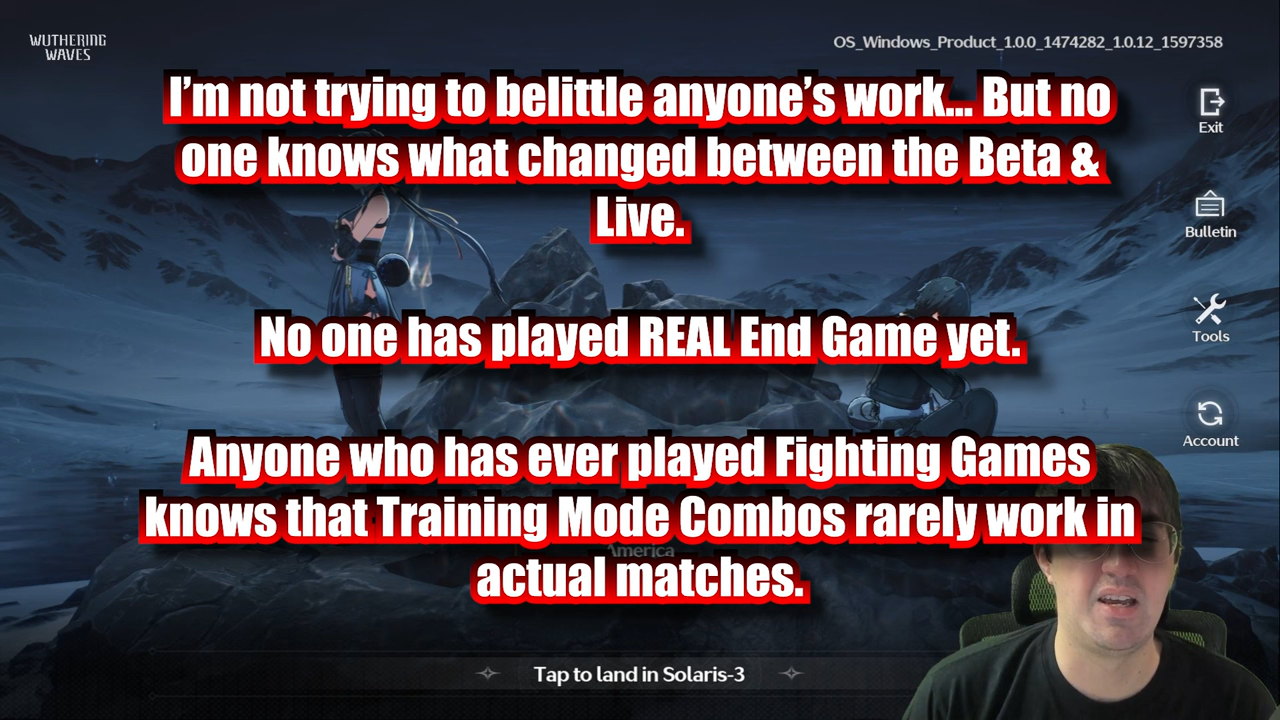 WUTHERING
WAVES
OS_Windows_Product_1.0.0_1474282_1.0.12_1597358
I'm not trying to belittle anyone's work... But no
one knows what changed between the Beta &
Live.
Exit
Bulletin
No one has played REAL End Game yet.
Tools
Account
Anyone who has ever played Fighting Games
knows that Training Mode Combos rarely work in
America
actual matches.
Tap to land in Solaris-3